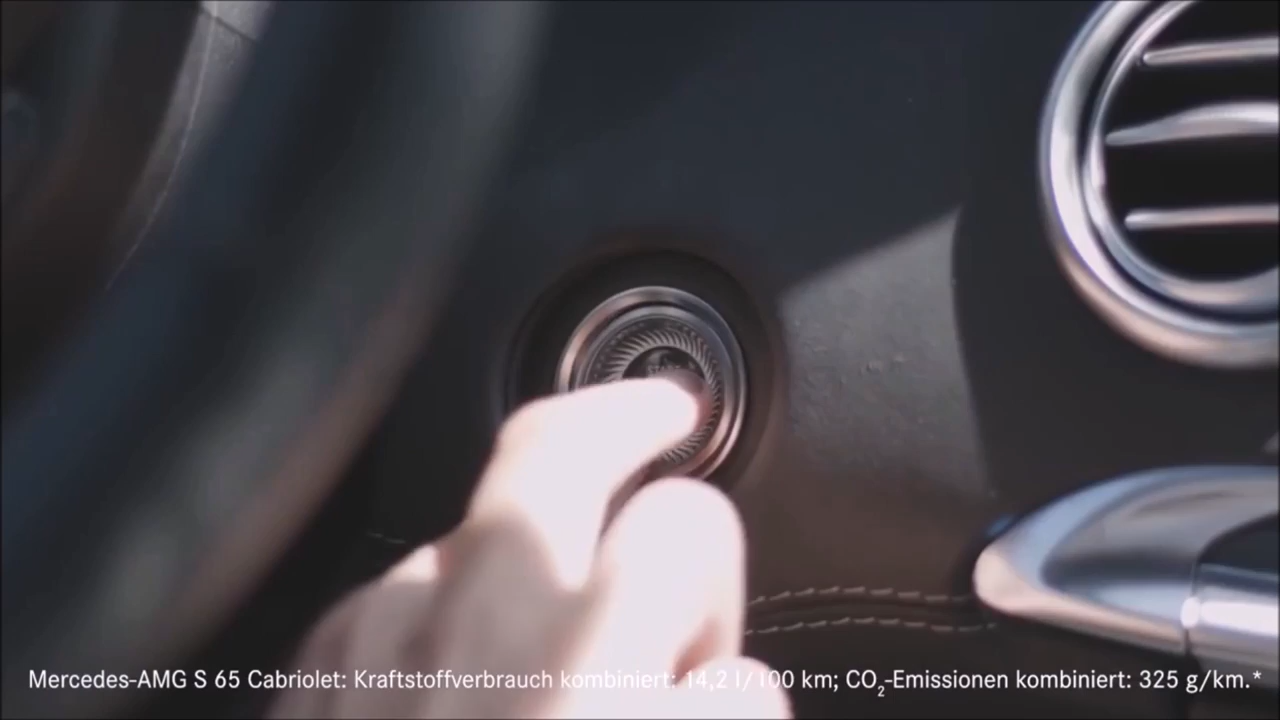 Mercedes-AMG S 65 Cabriolet: Kraftstoffverbrauch kombiniert: 14,2 l/100 km; CO₂-Emissionen kombiniert: 325 g/km.*